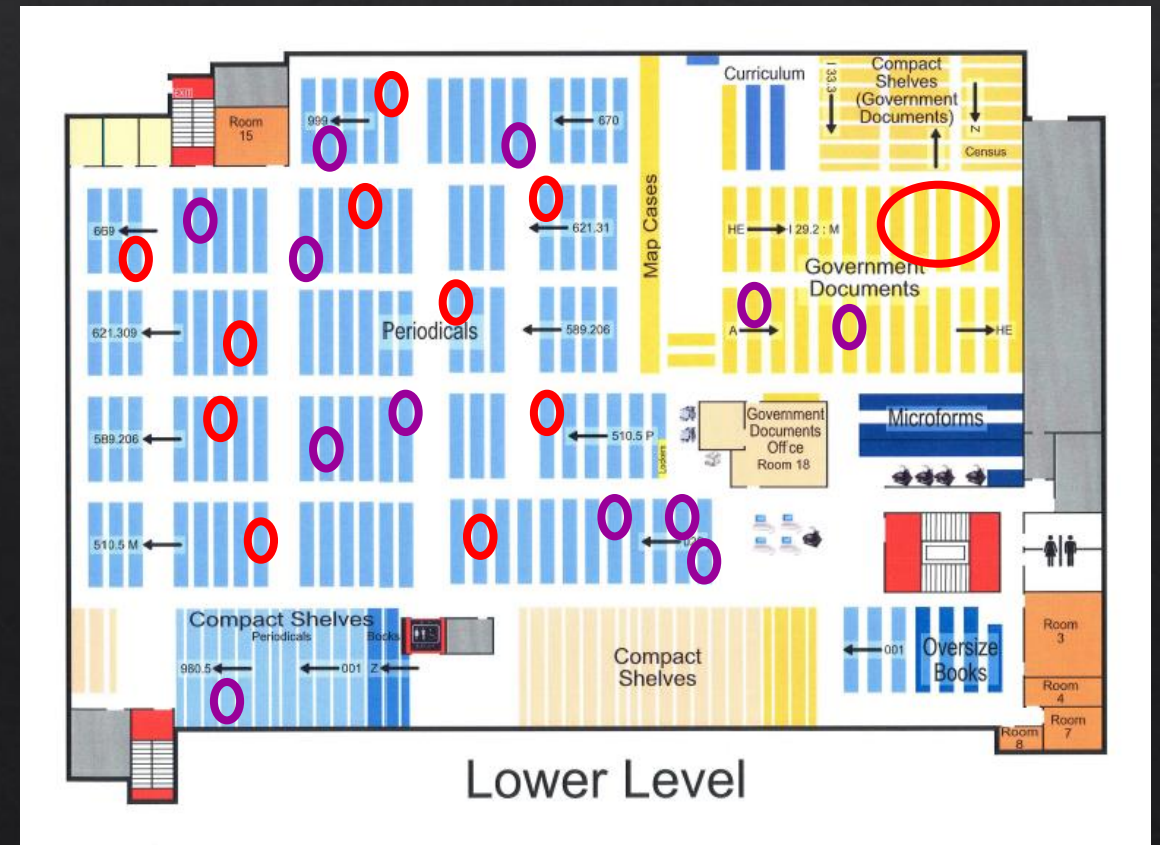 EXIT
Room
15
999
670
Curriculum
I 33.3
Compact
Shelves
(Government
Documents)
Z
Census
669
621.31
Map Cases
HE
I 29.2 : M
Government
Documents
621.309
Periodicals
589.206
A
HE
589.206
510.5 P
Lockers
Government
Documents
Office
Room 18
Microforms
510.5 M
Compact Shelves
Periodicals
Books
980.5
001
Z
Compact
Shelves
001
Oversize
Books
Room
3
Room
4
Room
7
Room
8
Lower Level